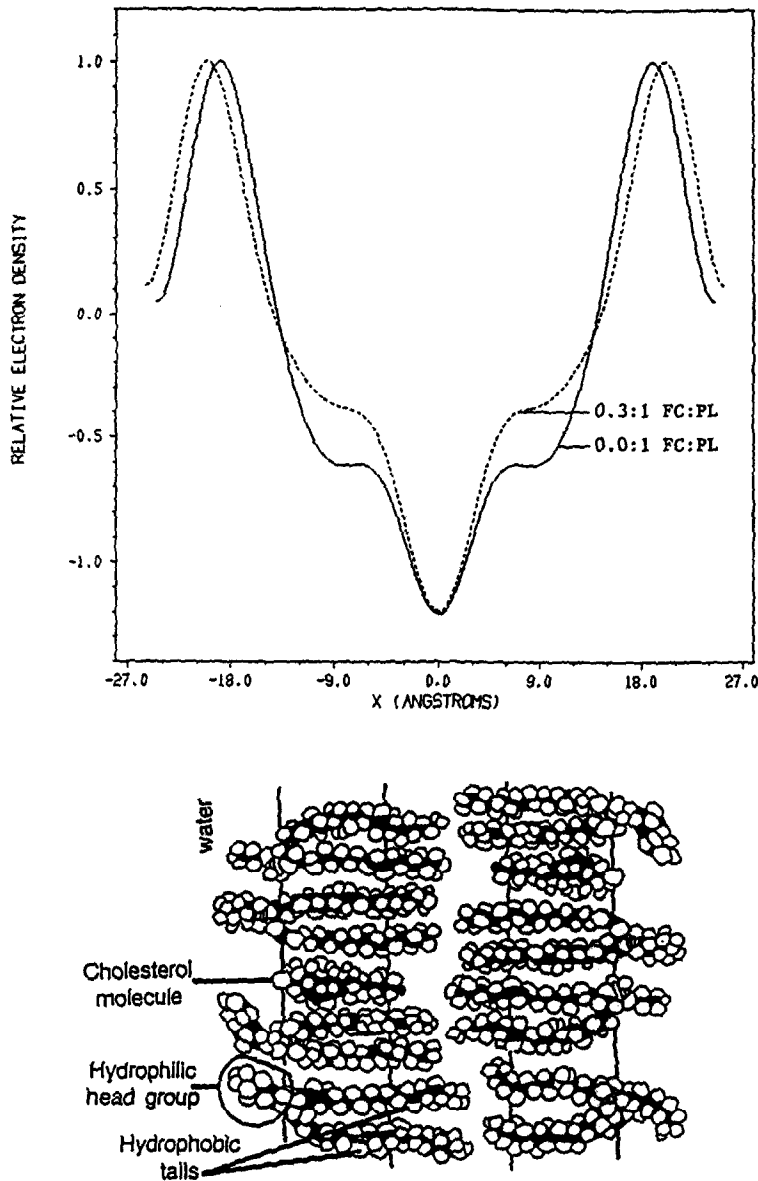 1.0
0.5
0.0
-0.5
-1.0
RELATIVE ELECTRON DENSITY
0.3:1 FC:PL
0.0:1 FC:PL
-27.0 -18.0 -9.0 0.0 9.0 18.0 27.0
X (ANGSTROMS)
water
Cholesterol
molecule
Hydrophilic
head group
Hydrophobic
tails